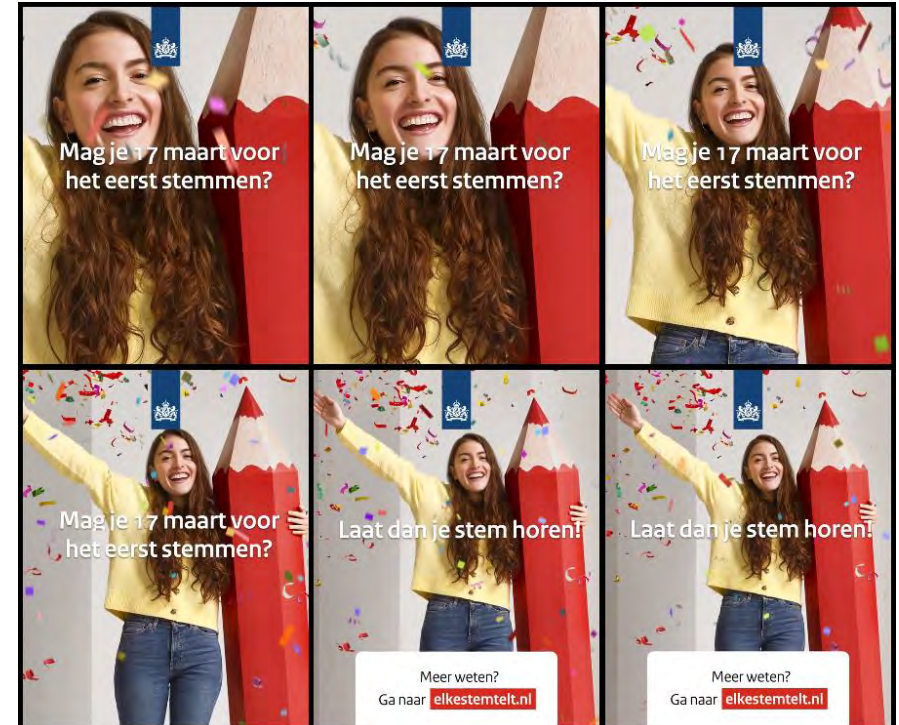 Mag je 17 maart voor
het eerst stemmen?
Mag je 17 maart voor
het eerst stemmen?
Mag je 17 maart voor
het eerst stemmen?
Mag je 17 maart voor
het eerst stemmen?
Laat dan je stem horen!
Meer weten?
Ga naar elkestemtelt.nl
Laat dan je stem horen!
Meer weten?
Ga naar elkestemtelt.nl